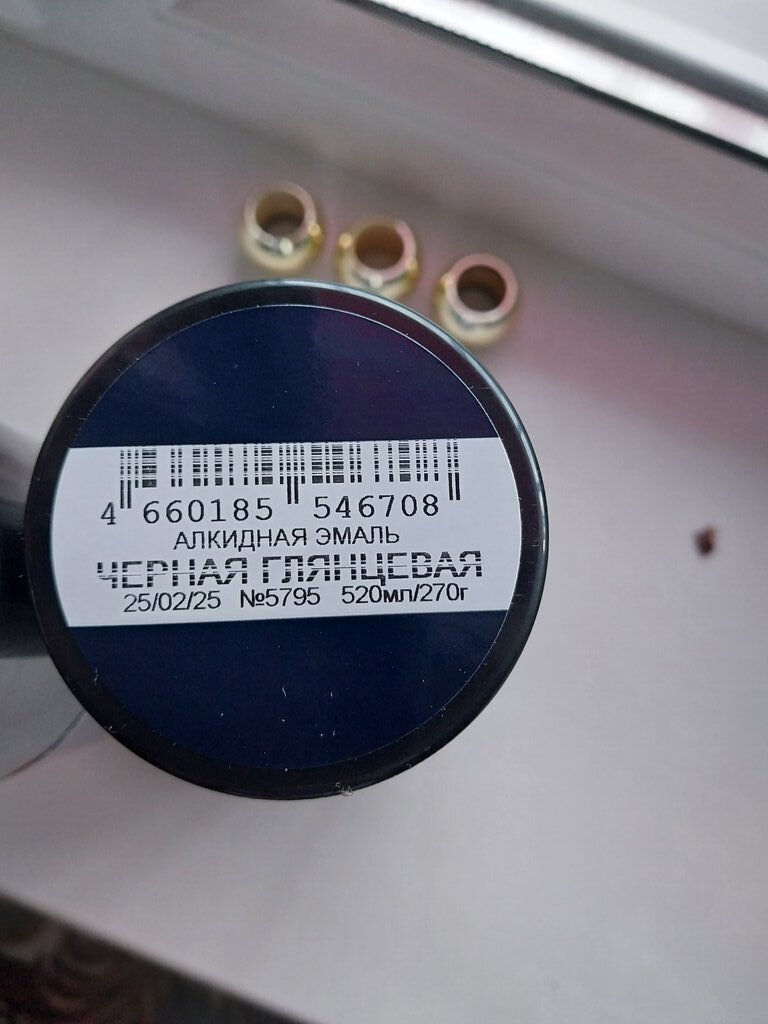 4 660185 546708
АЛКИДНАЯ ЭМАЛЬ
ЧЕРНАЯ ГЛЯНЦЕВАЯ
25/02/25 №5795 520мл/270г